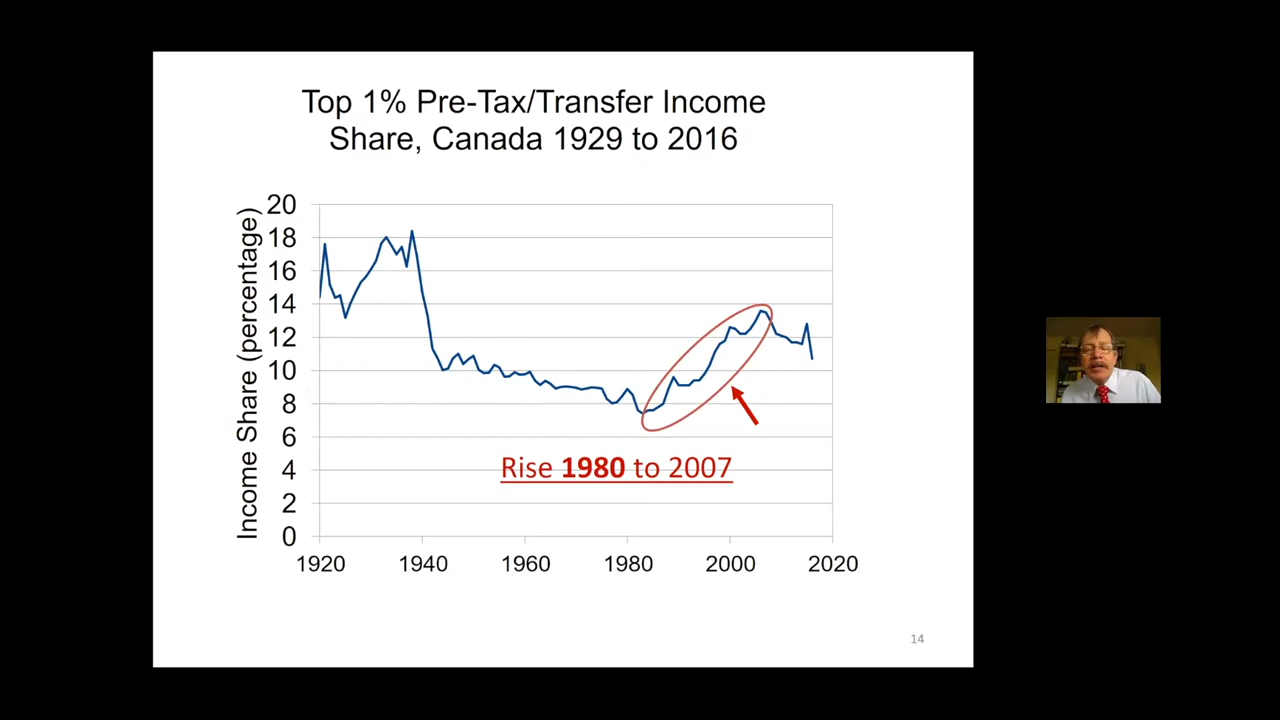 Top 1% Pre-Tax/Transfer Income
Share, Canada 1929 to 2016
Income Share (percentage)
20
18
16
14
12
10
8
6
4
2
0
Rise 1980 to 2007
1920 1940 1960 1980 2000 2020
14